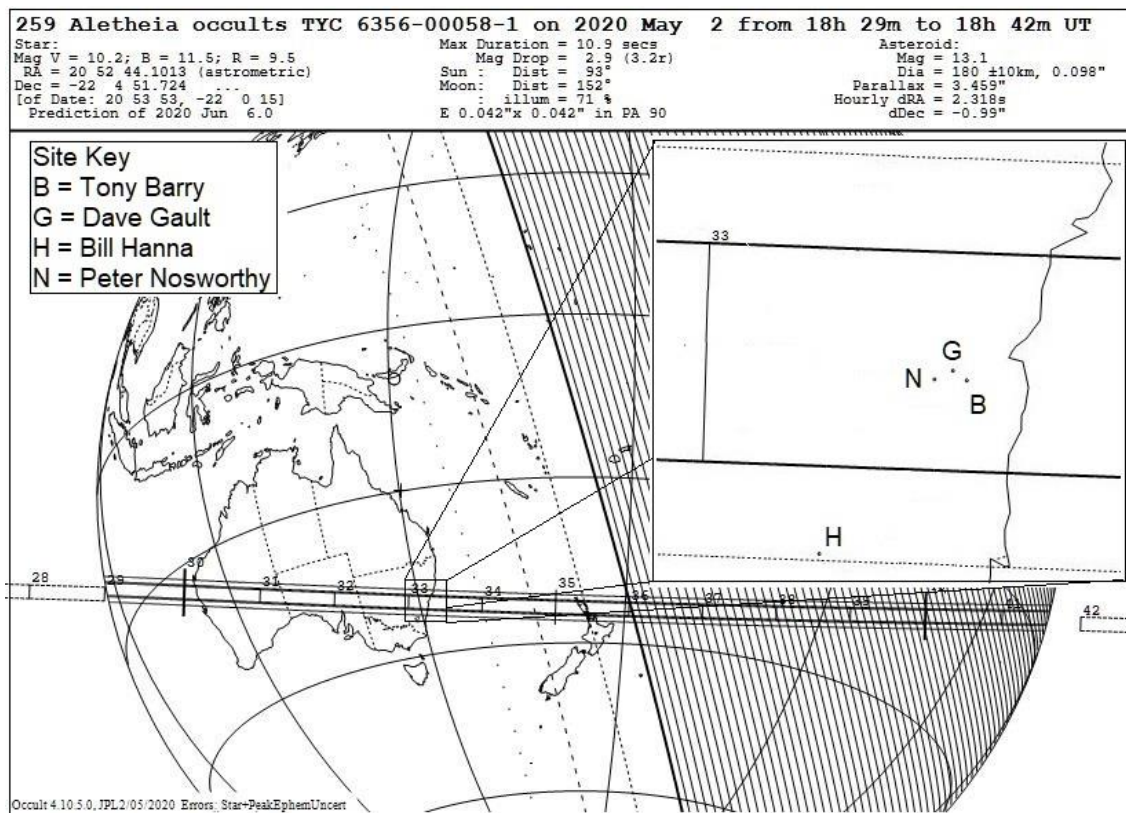 259 Aletheia occults TYC 6356-00058-1 on 2020 May 2 from 18h 29m to 18h 42m UT
Star:
Mag V = 10.2; B = 11.5; R = 9.5
RA = 20 52 44.1013 (astrometric)
Dec = -22 4 51.724 ...
[of Date: 20 53 53, -22 0 15]
Prediction of 2020 Jun 6.0
Max Duration = 10.9 secs
Mag Drop = 2.9 (3.2r)
Sun : Dist = 93°
Moon: Dist = 152°
: illum = 71 %
E 0.042"x 0.042" in PA 90
Asteroid:
Mag = 13.1
Dia = 180 ±10km, 0.098"
Parallax = 3.459"
Hourly dRA = 2.318s
dDec = -0.99"
Site Key
B = Tony Barry
G = Dave Gault
H = Bill Hanna
N = Peter Nosworthy
33
G
N
B
H
28
29
30
31
32
33
34
35
36
37
38
39
41
42
Occult 4.10.5.0, JPL2/05/2020 Errors: Star+PeakEphemUncert